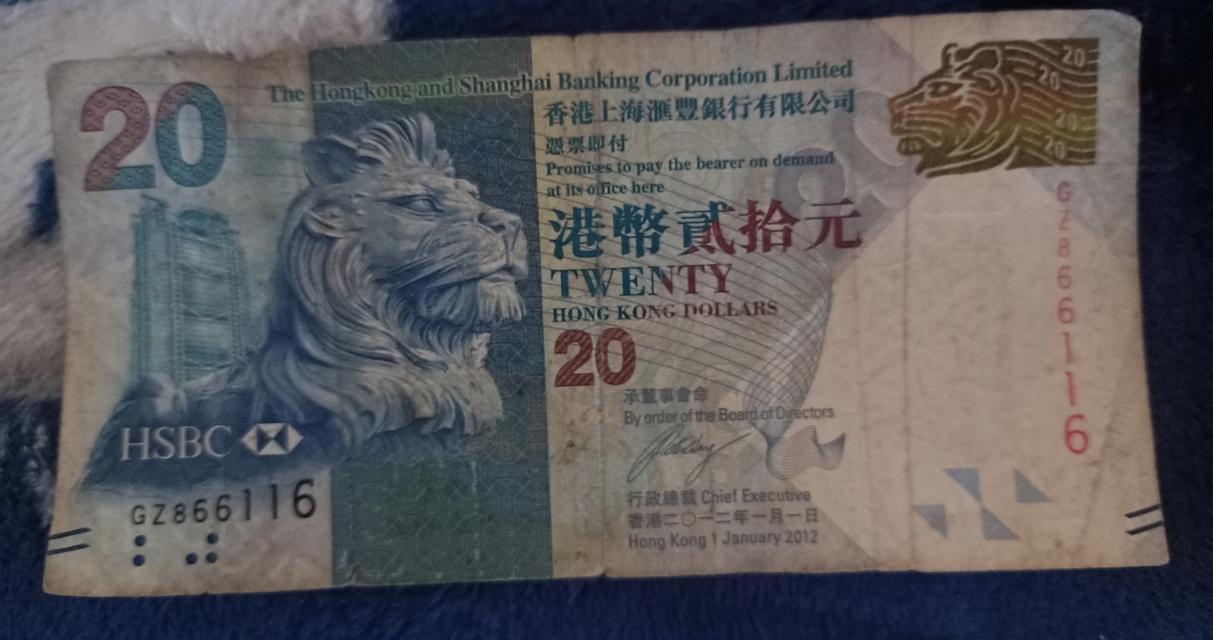 20
The Hongkong and Shanghai Banking Corporation Limited
香港上海滙豐銀行有限公司
憑票即付
Promises to pay the bearer on demand
at its office here
港幣貳拾元
TWENTY
HONG KONG DOLLARS
20
承董事會命
By order of the Board of Directors
行政總裁 Chief Executive
香港二〇一二年一月一日
Hong Kong 1 January 2012
HSBC
GZ866116
20
20
20
20
GZ866116